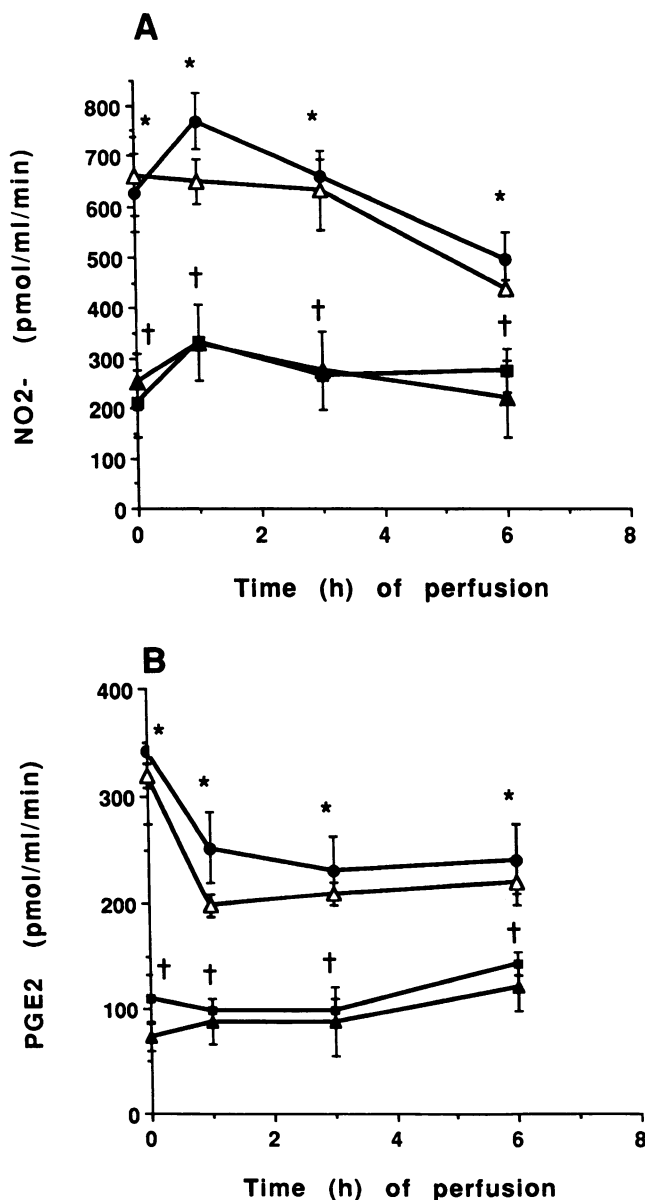 A
800
700
600
500
400
300
200
100
0
NO2- (pmol/ml/min)
* * * *
† † † †
0 2 4 6 8
Time (h) of perfusion
B
400
300
200
100
0
PGE2 (pmol/ml/min)
* * * *
† † † †
0 2 4 6 8
Time (h) of perfusion